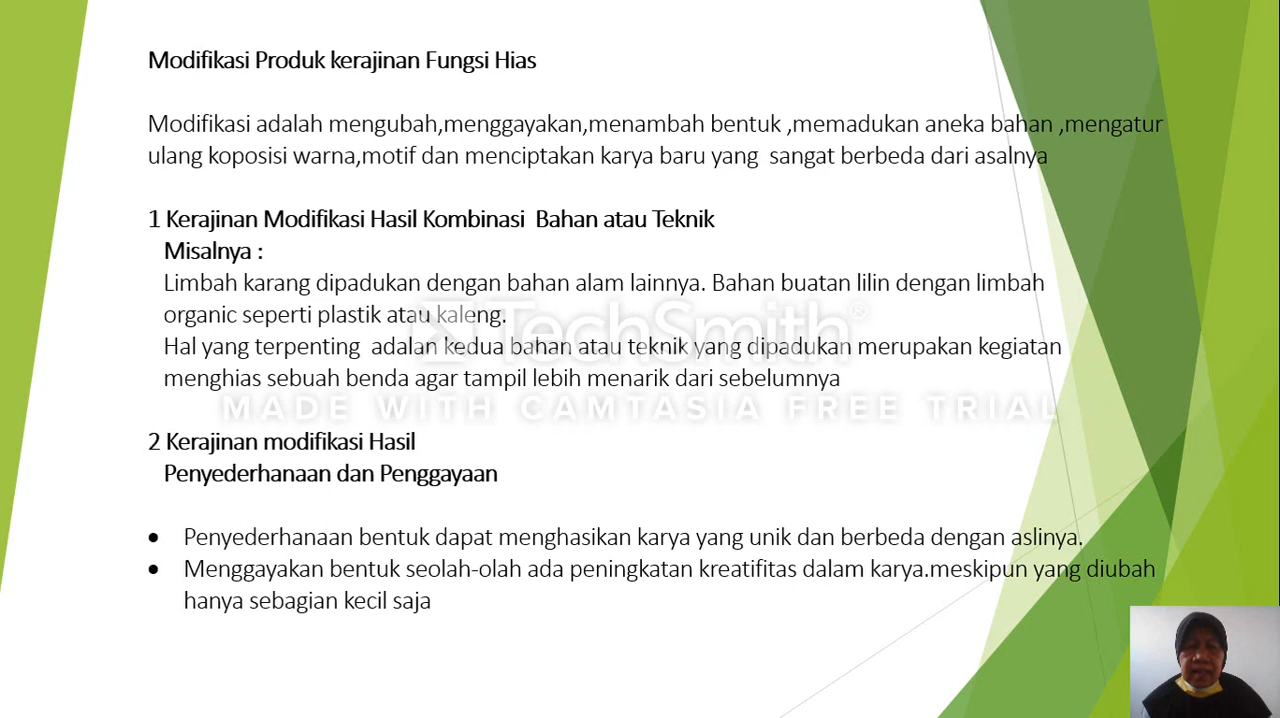 Modifikasi Produk kerajinan Fungsi Hias
Modifikasi adalah mengubah,menggayakan,menambah bentuk ,memadukan aneka bahan ,mengatur
ulang koposisi warna,motif dan menciptakan karya baru yang sangat berbeda dari asalnya
1 Kerajinan Modifikasi Hasil Kombinasi Bahan atau Teknik
Misalnya :
Limbah karang dipadukan dengan bahan alam lainnya. Bahan buatan lilin dengan limbah
organic seperti plastik atau kaleng.
TechSmith®
Hal yang terpenting adalan kedua bahan atau teknik yang dipadukan merupakan kegiatan
menghias sebuah benda agar tampil lebih menarik dari sebelumnya
MADE WITH CAMTASIA FREE TRIAL
2 Kerajinan modifikasi Hasil
Penyederhanaan dan Penggayaan
• Penyederhanaan bentuk dapat menghasikan karya yang unik dan berbeda dengan aslinya.
• Menggayakan bentuk seolah-olah ada peningkatan kreatifitas dalam karya.meskipun yang diubah
hanya sebagian kecil saja